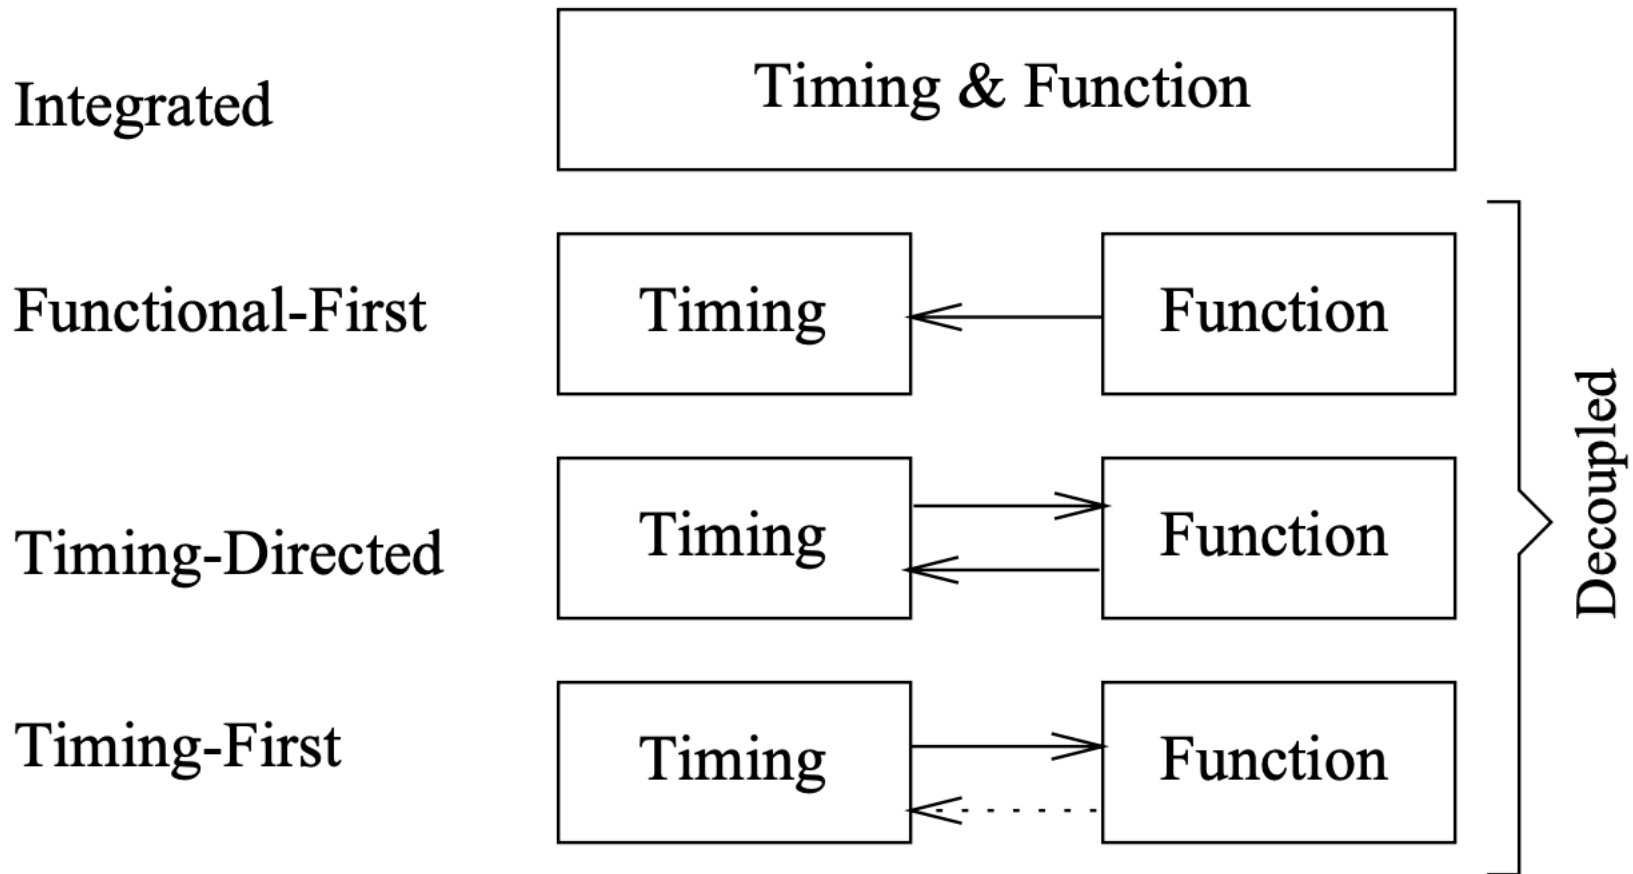 Integrated
Timing & Function
Functional-First
Timing
Function
Timing-Directed
Timing
Function
Timing-First
Timing
Function
Decoupled